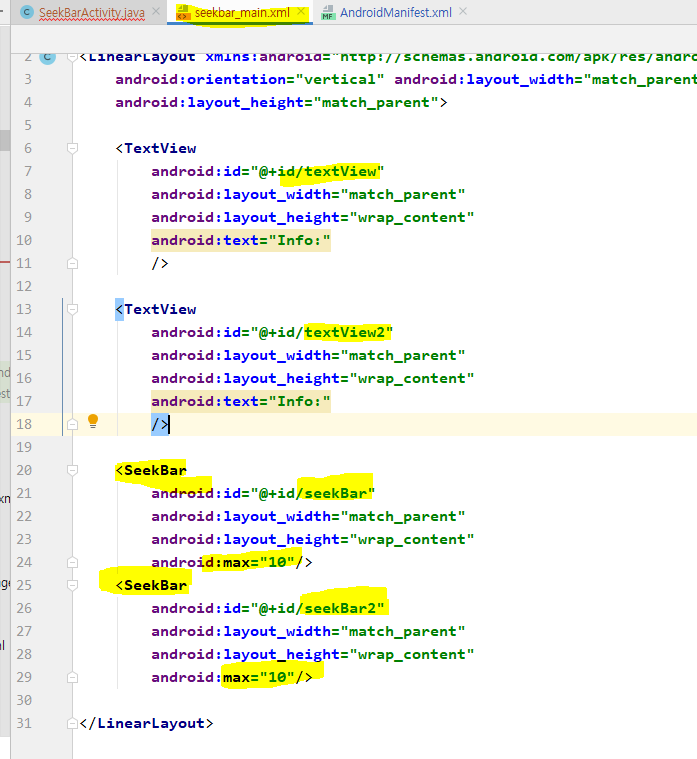 SeekBarActivity.java seekbar_main.xml AndroidManifest.xml
2 <LinearLayout xmlns:android="http://schemas.android.com/apk/res/andro
3 android:orientation="vertical" android:layout_width="match_parent
4 android:layout_height="match_parent">
5
6 <TextView
7 android:id="@+id/textView"
8 android:layout_width="match_parent"
9 android:layout_height="wrap_content"
10 android:text="Info:"
11 />
12
13 <TextView
14 android:id="@+id/textView2"
15 android:layout_width="match_parent"
16 android:layout_height="wrap_content"
17 android:text="Info:"
18 />
19
20 <SeekBar
21 android:id="@+id/seekBar"
22 android:layout_width="match_parent"
23 android:layout_height="wrap_content"
24 android:max="10"/>
25 <SeekBar
26 android:id="@+id/seekBar2"
27 android:layout_width="match_parent"
28 android:layout_height="wrap_content"
29 android:max="10"/>
30
31 </LinearLayout>